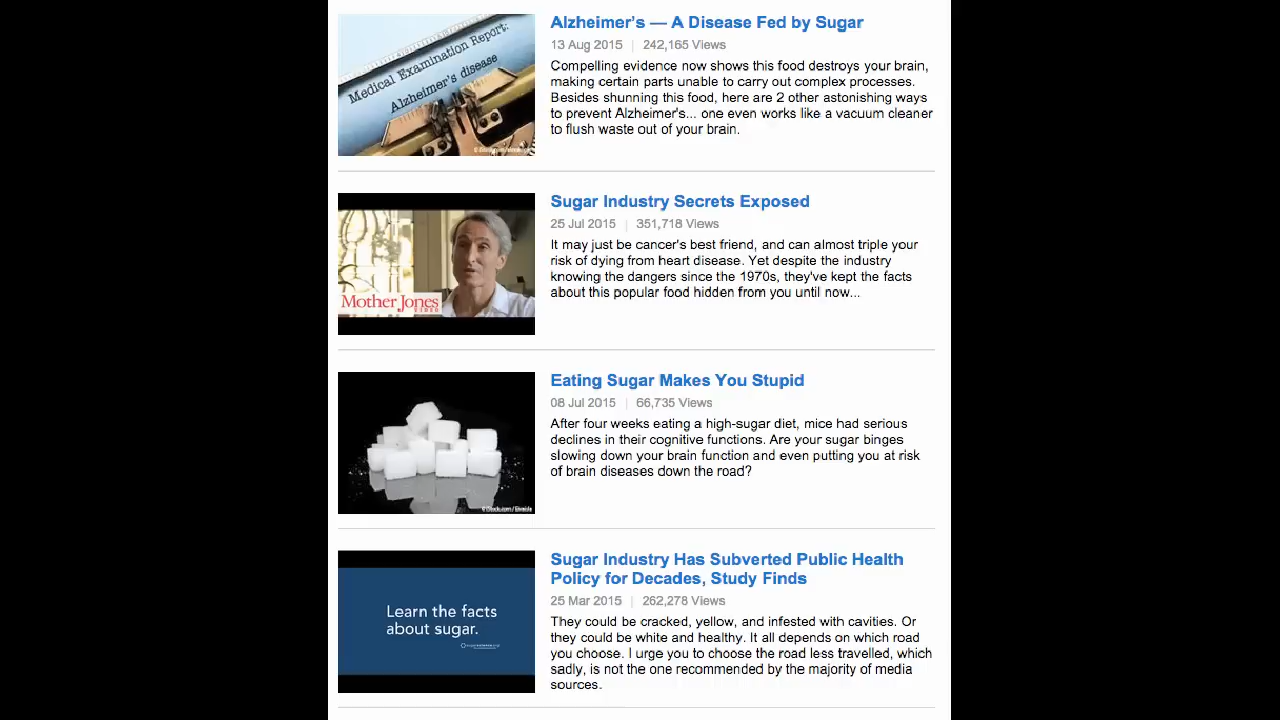 Medical Examination Report:
Alzheimer's disease
Alzheimer's — A Disease Fed by Sugar
13 Aug 2015 | 242,165 Views
Compelling evidence now shows this food destroys your brain,
making certain parts unable to carry out complex processes.
Besides shunning this food, here are 2 other astonishing ways
to prevent Alzheimer's... one even works like a vacuum cleaner
to flush waste out of your brain.
Mother Jones
VIDEO
Sugar Industry Secrets Exposed
25 Jul 2015 | 351,718 Views
It may just be cancer's best friend, and can almost triple your
risk of dying from heart disease. Yet despite the industry
knowing the dangers since the 1970s, they've kept the facts
about this popular food hidden from you until now...
Eating Sugar Makes You Stupid
08 Jul 2015 | 66,735 Views
After four weeks eating a high-sugar diet, mice had serious
declines in their cognitive functions. Are your sugar binges
slowing down your brain function and even putting you at risk
of brain diseases down the road?
Learn the facts
about sugar.
Sugar Industry Has Subverted Public Health
Policy for Decades, Study Finds
25 Mar 2015 | 262,278 Views
They could be cracked, yellow, and infested with cavities. Or
they could be white and healthy. It all depends on which road
you choose. I urge you to choose the road less travelled, which
sadly, is not the one recommended by the majority of media
sources.